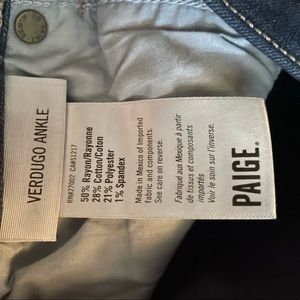 VERDUGO ANKLE
RN#27002 CA#51217
50% Rayon/Rayonne
28% Cotton/Coton
21% Polyester
1% Spandex
Made in Mexico of imported
fabric and components.
See care on reverse.
Fabriqué aux Mexique à partir
de tissus et composants
importés
Voir le soin sur l'inverse.
PAIGE.